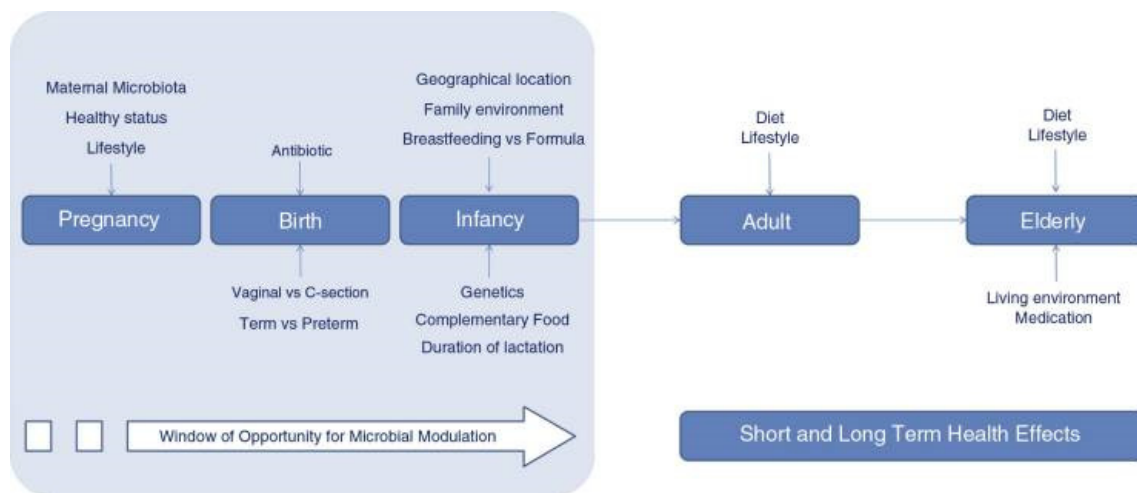 Maternal Microbiota
Healthy status
Lifestyle
Pregnancy
Antibiotic
Birth
Vaginal vs C-section
Term vs Preterm
Geographical location
Family environment
Breastfeeding vs Formula
Infancy
Genetics
Complementary Food
Duration of lactation
Diet
Lifestyle
Adult
Diet
Lifestyle
Elderly
Living environment
Medication
Window of Opportunity for Microbial Modulation
Short and Long Term Health Effects